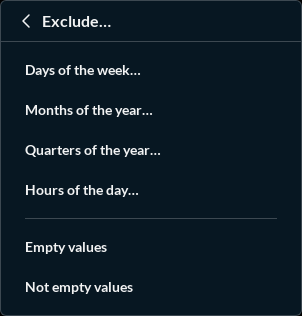 Exclude…
Days of the week…
Months of the year…
Quarters of the year…
Hours of the day…
Empty values
Not empty values